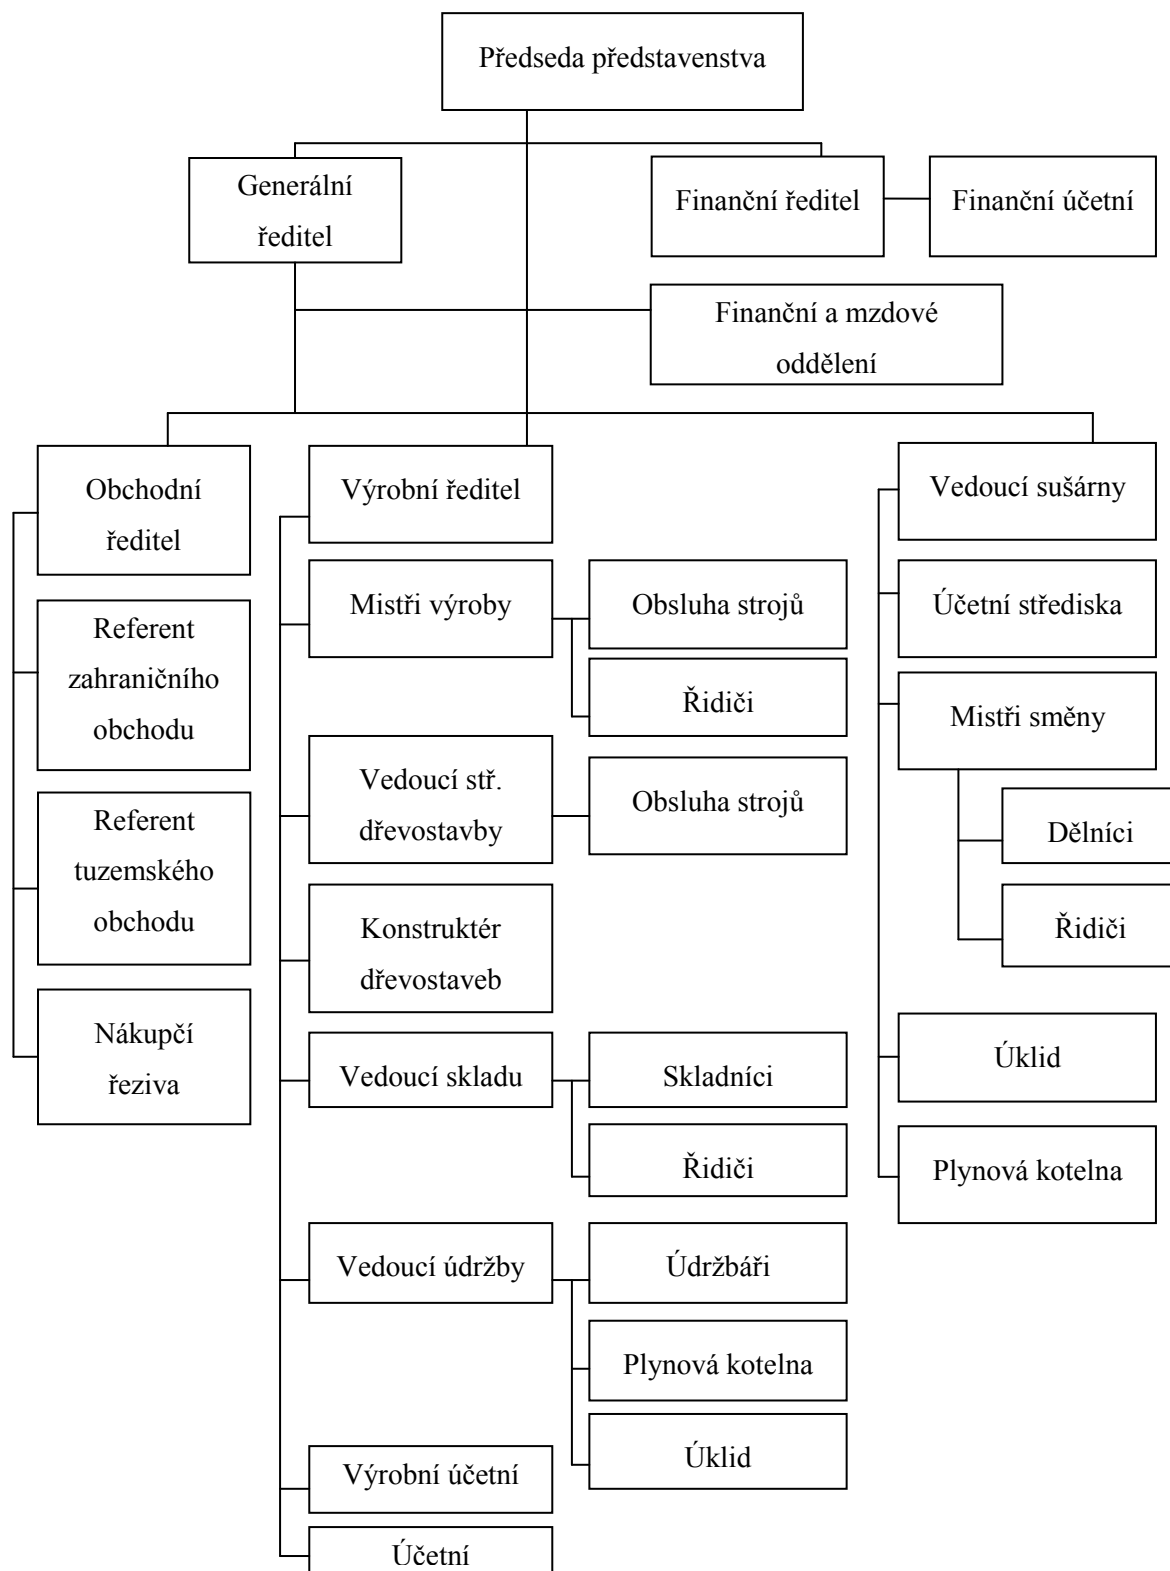 Předseda představenstva
Generální
ředitel
Finanční ředitel
Finanční účetní
Finanční a mzdové
oddělení
Obchodní
ředitel
Referent
zahraničního
obchodu
Referent
tuzemského
obchodu
Nákupčí
řeziva
Výrobní ředitel
Mistři výroby
Obsluha strojů
Řidiči
Vedoucí stř.
dřevostavby
Obsluha strojů
Konstruktér
dřevostaveb
Vedoucí skladu
Skladníci
Řidiči
Vedoucí údržby
Údržbáři
Plynová kotelna
Úklid
Výrobní účetní
Účetní
Vedoucí sušárny
Účetní střediska
Mistři směny
Dělníci
Řidiči
Úklid
Plynová kotelna